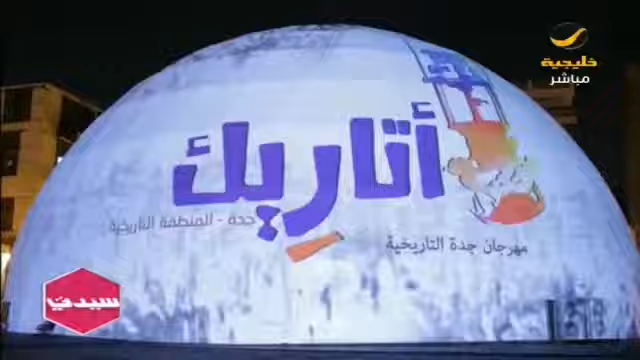 خليجية
مباشر
أتاريك
جدة - المنطقة التاريخية
مهرجان جدة التاريخية
سيدتي